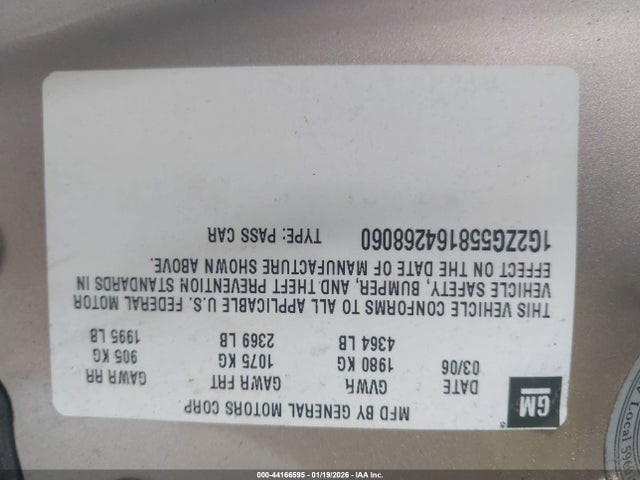 GM
MFD BY GENERAL MOTORS CORP
DATE GVWR GAWR FRT GAWR RR
03/06 1980 KG 1075 KG 905 KG
4364 LB 2369 LB 1995 LB
THIS VEHICLE CONFORMS TO ALL APPLICABLE U.S. FEDERAL MOTOR
VEHICLE SAFETY, BUMPER, AND THEFT PREVENTION STANDARDS IN
EFFECT ON THE DATE OF MANUFACTURE SHOWN ABOVE.
1G2ZG558164268060 TYPE: PASS CAR
Local
000-44166595 - 01/19/2026 - IAA Inc.